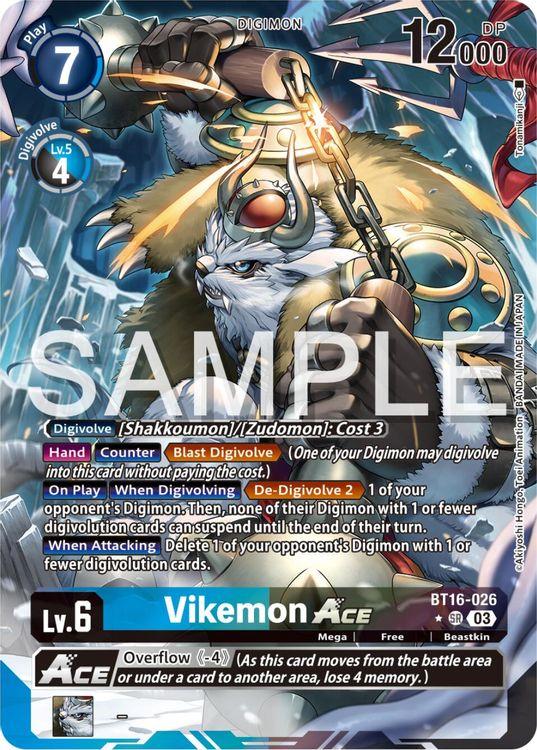 DIGIMON
Play
7
12000
DP
Digivolve
Lv.5
4
Tonamikanji
SAMPLE
Digivolve [Shakkoumon]/[Zudomon]: Cost 3
Hand Counter Blast Digivolve (One of your Digimon may digivolve
into this card without paying the cost.)
On Play When Digivolving De-Digivolve 2 1 of your
opponent's Digimon. Then, none of their Digimon with 1 or fewer
digivolution cards can suspend until the end of their turn.
When Attacking Delete 1 of your opponent's Digimon with 1 or
fewer digivolution cards.
©Akiyoshi Hongo, Toei Animation ・BANDAI MADE IN JAPAN
Lv.6
Vikemon ACE
BT16-026
★ SR 03
Mega | Free | Beastkin
ACE Overflow《-4》(As this card moves from the battle area
or under a card to another area, lose 4 memory.)
-